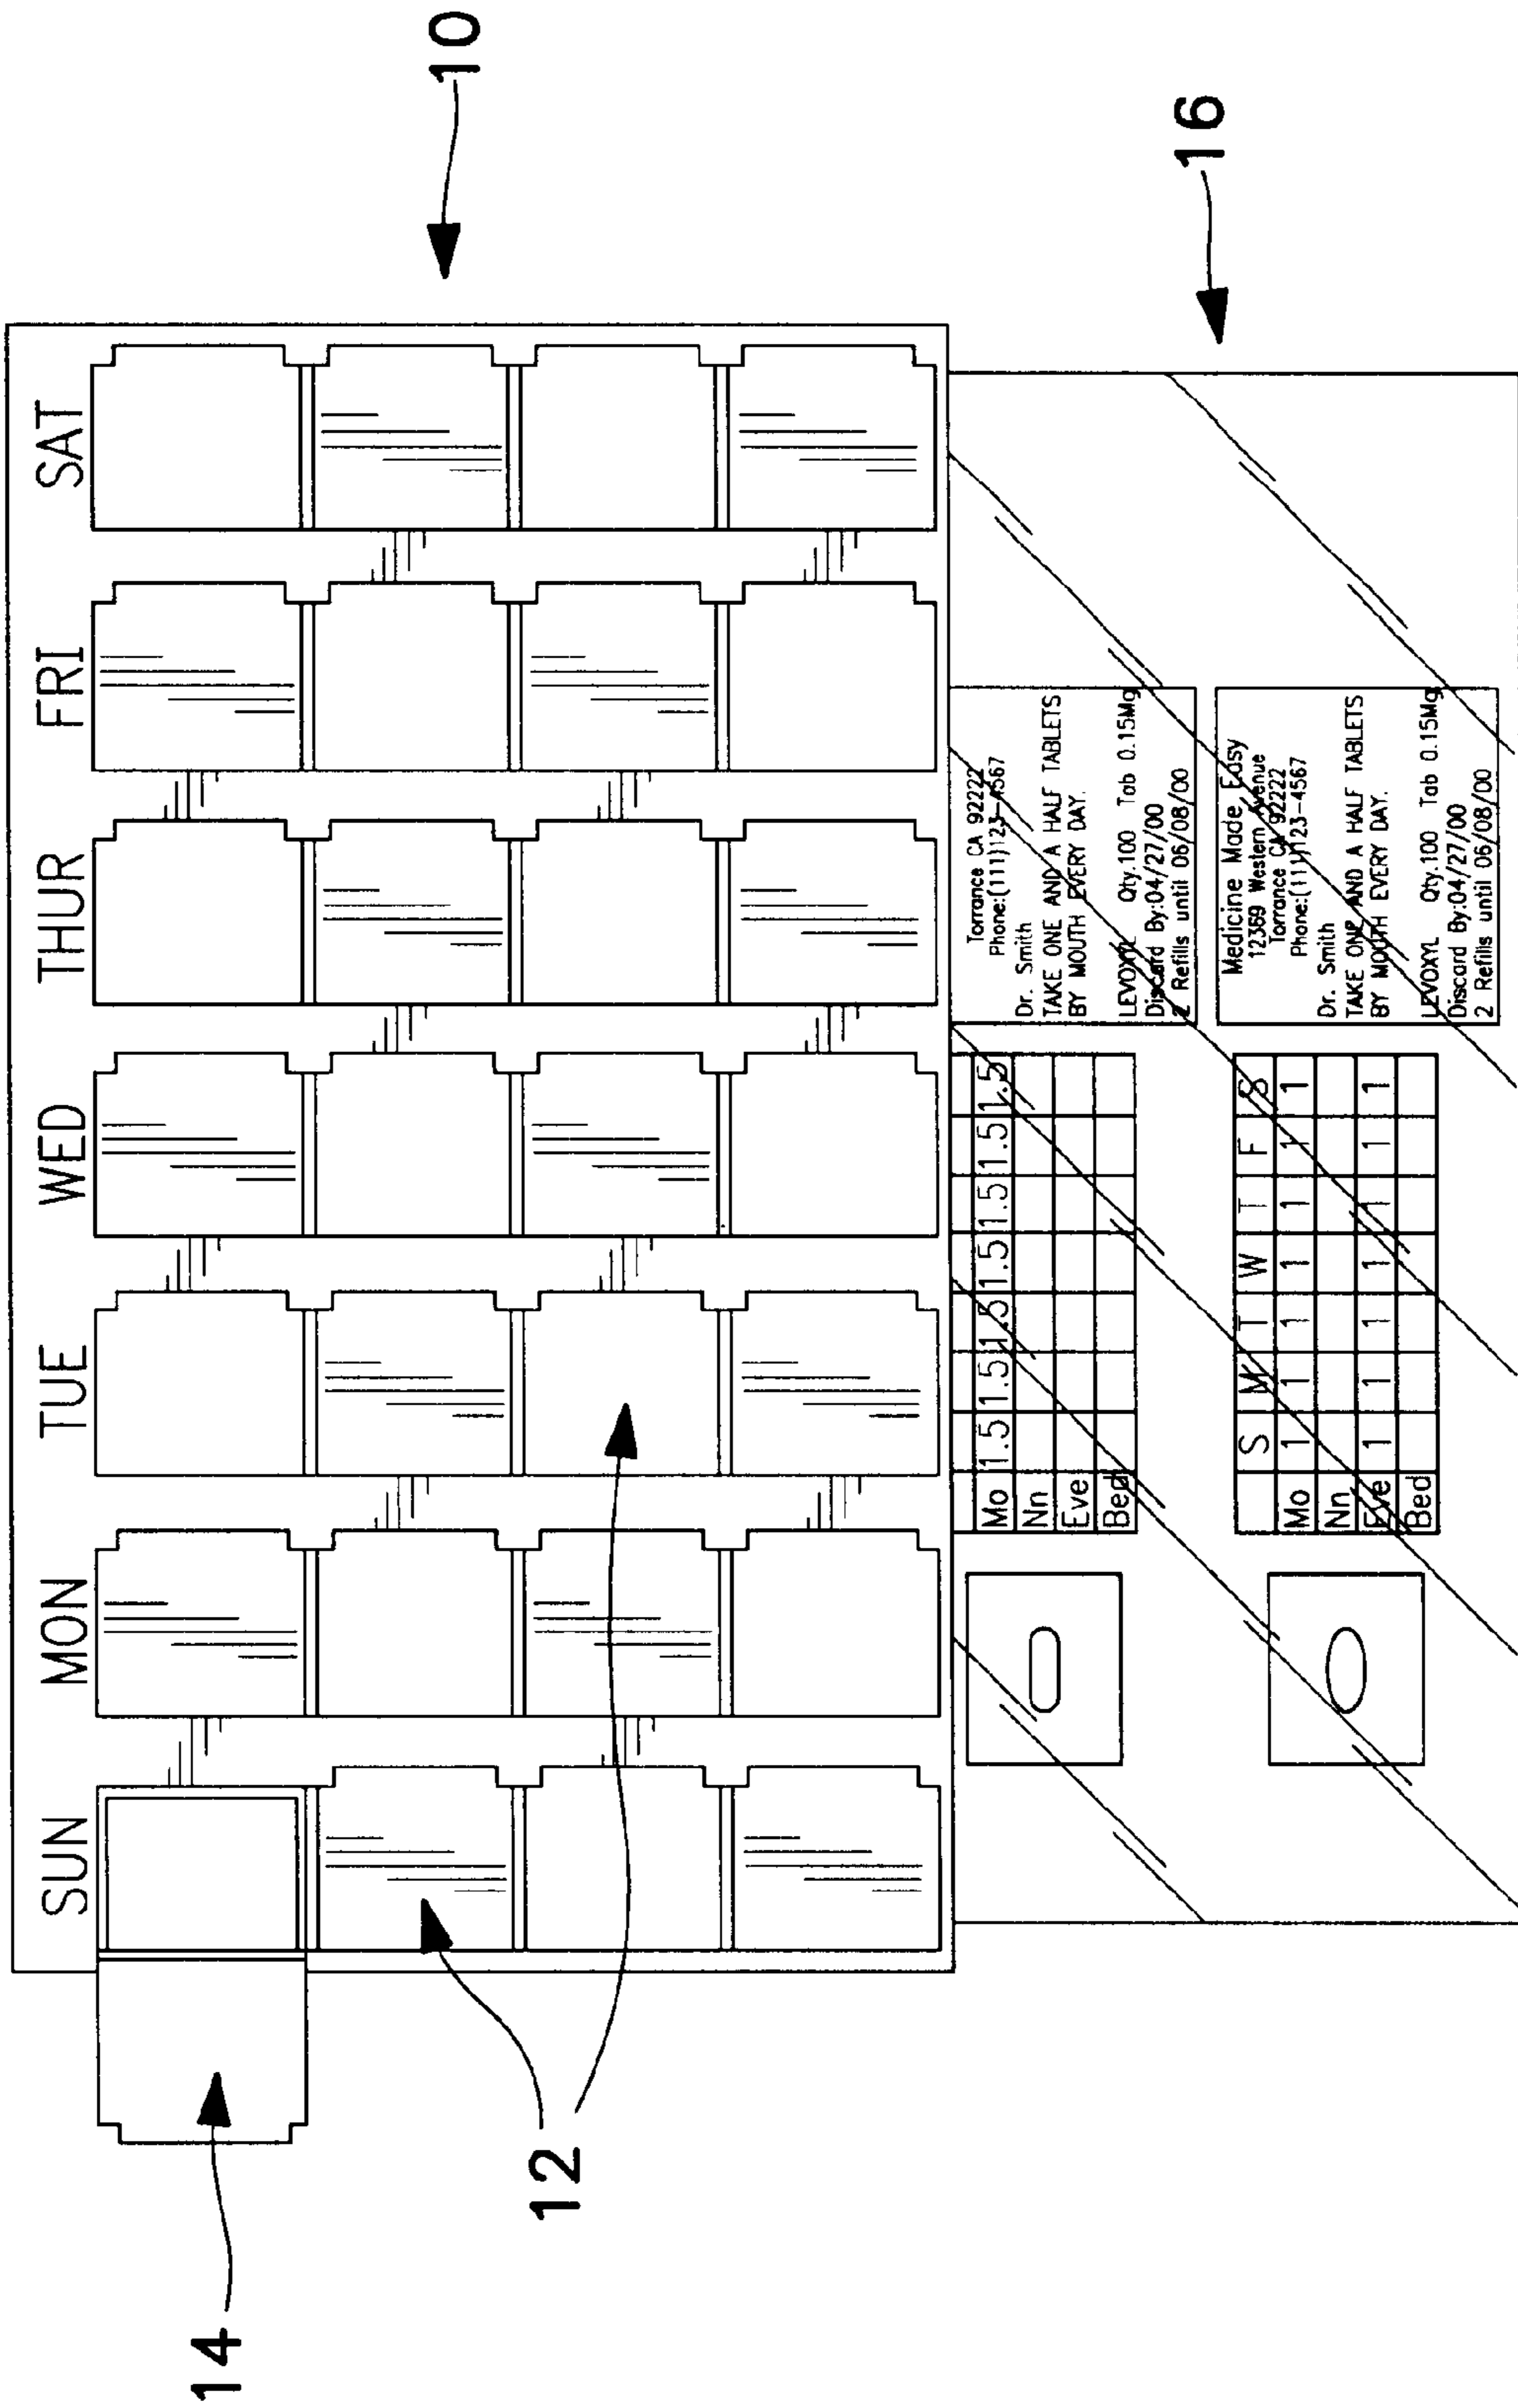 SUN MON TUE WED THUR FRI SAT
14
10
12
Mo 1.5 1.5 1.5 1.5 1.5 1.5 1.5
Nn
Eve
Bed
Torrance CA 92222
Phone:(111)123-4567
Dr. Smith
TAKE ONE AND A HALF TABLETS
BY MOUTH EVERY DAY.
LEVOXYL Qty.100 Tab 0.15Mg
Discard By:04/27/00
2 Refills until 06/08/00
16
S M T W T F S
Mo 1 1 1 1 1 1 1
Nn
Eve 1 1 1 1 1 1 1
Bed
Medicine Made Easy
12369 Western Avenue
Torrance CA 92222
Phone:(111)123-4567
Dr. Smith
TAKE ONE AND A HALF TABLETS
BY MOUTH EVERY DAY.
LEVOXYL Qty.100 Tab 0.15Mg
Discard By:04/27/00
2 Refills until 06/08/00